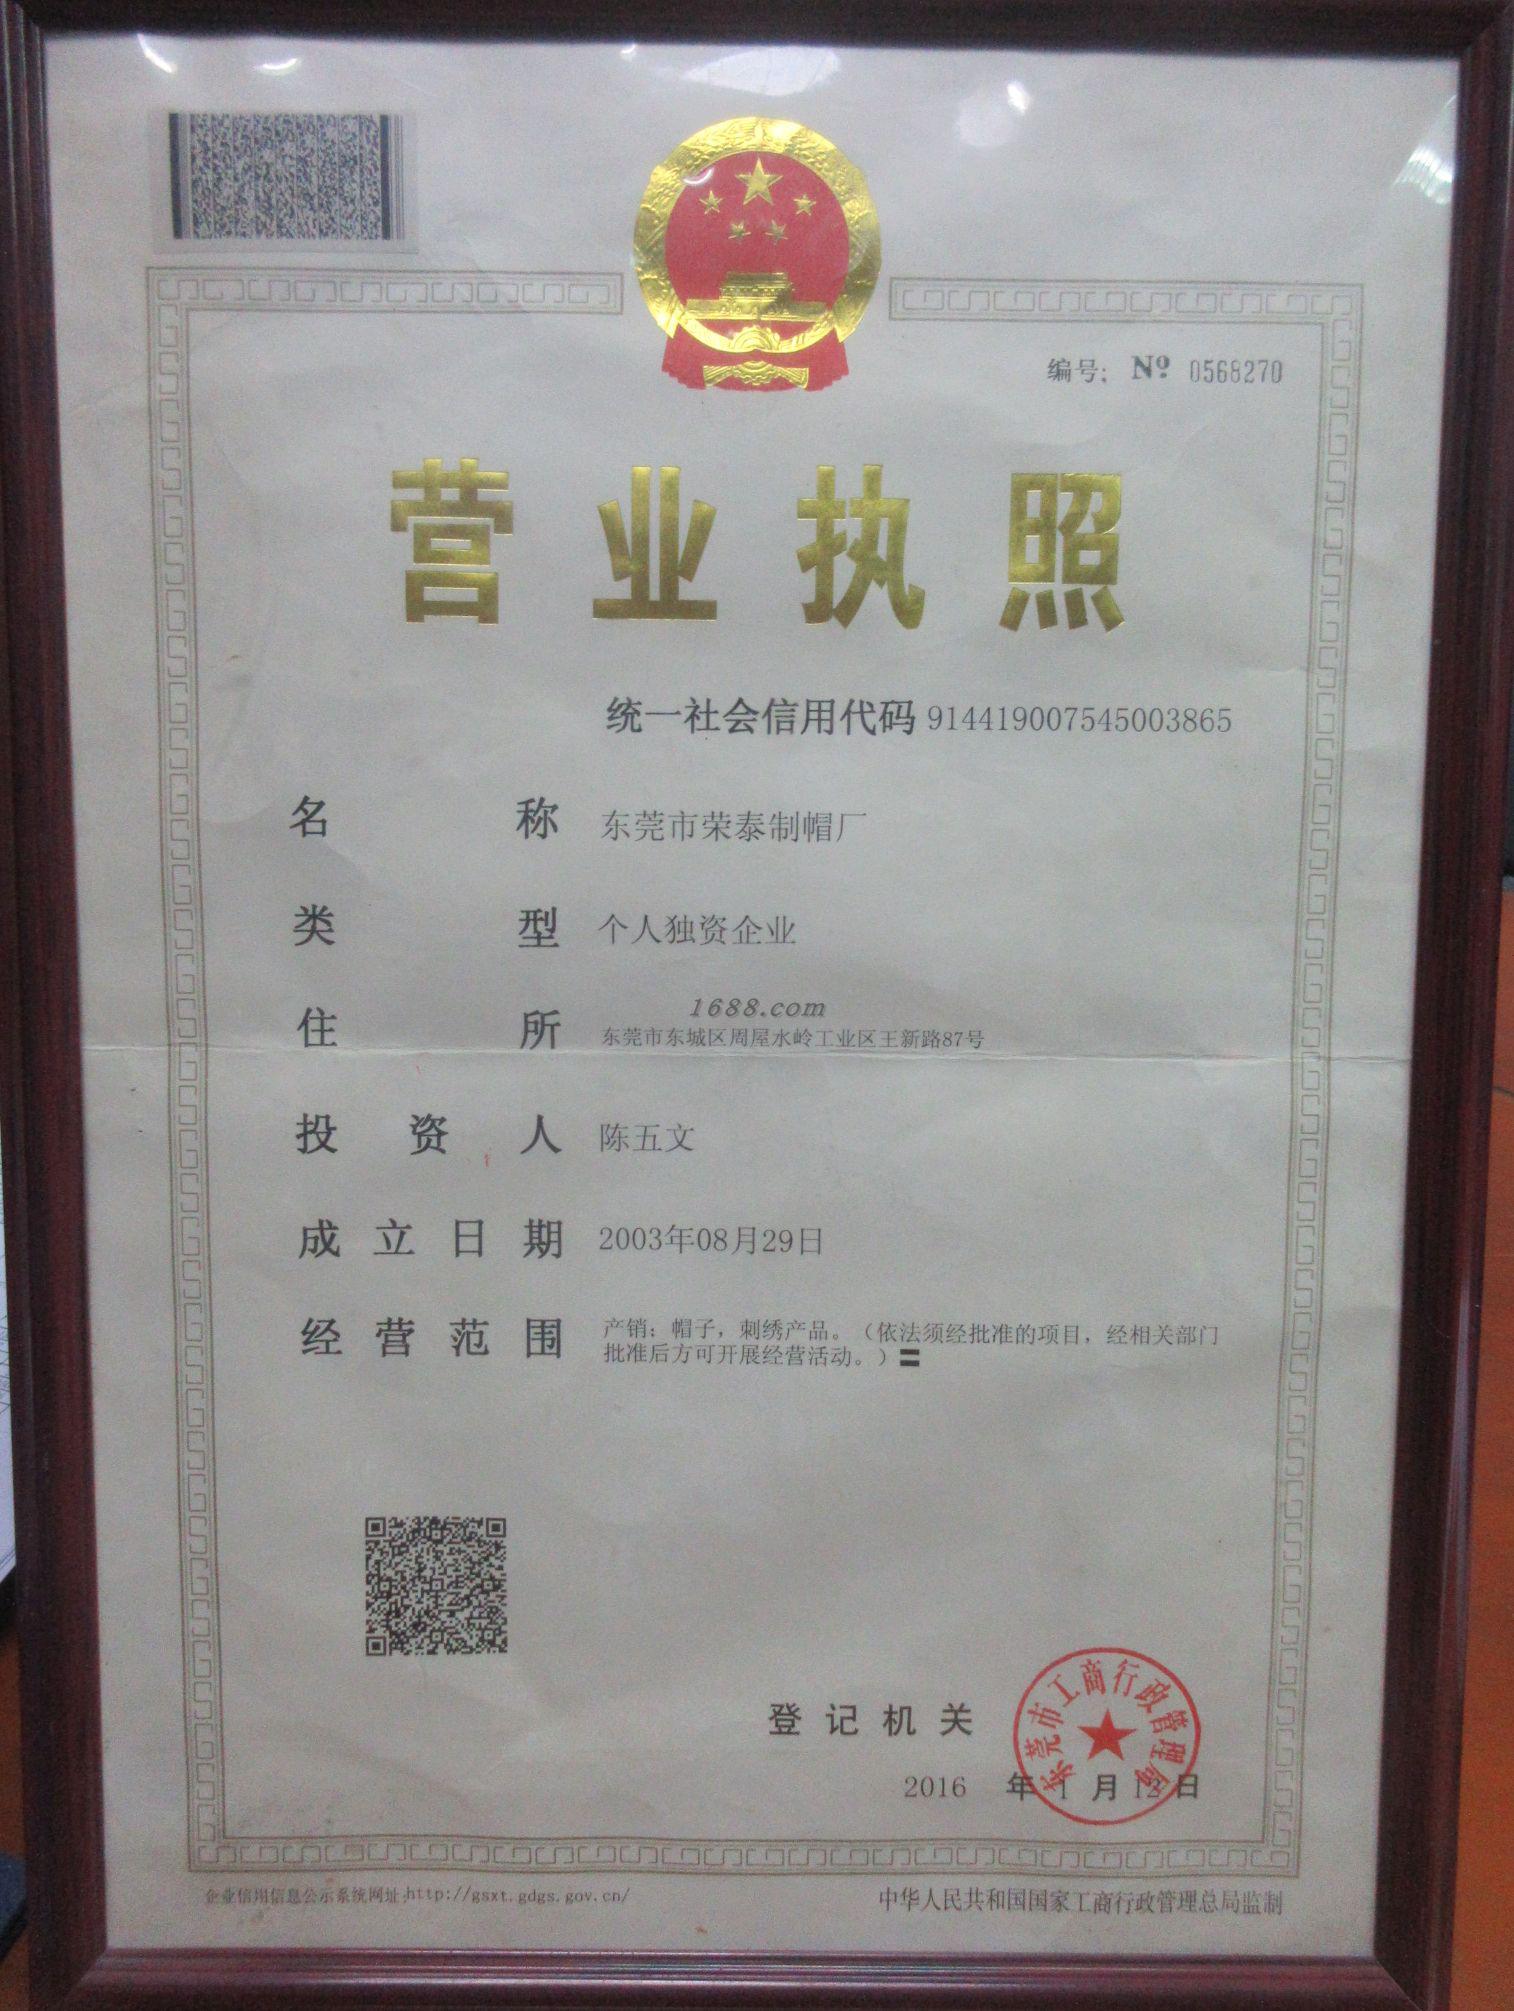 编号: Nº 0568270
营业执照
统一社会信用代码 914419007545003865
名称 东莞市荣泰制帽厂
类型 个人独资企业
1688.com
住所 东莞市东城区周屋水岭工业区王新路87号
投资人 陈五文
成立日期 2003年08月29日
经营范围 产销：帽子，刺绣产品。（依法须经批准的项目，经相关部门
批准后方可开展经营活动。）〓
登记机关
东莞市工商行政管理局
2016 年 1 月 12 日
企业信用信息公示系统网址:http://gsxt.gdgs.gov.cn/
中华人民共和国国家工商行政管理总局监制